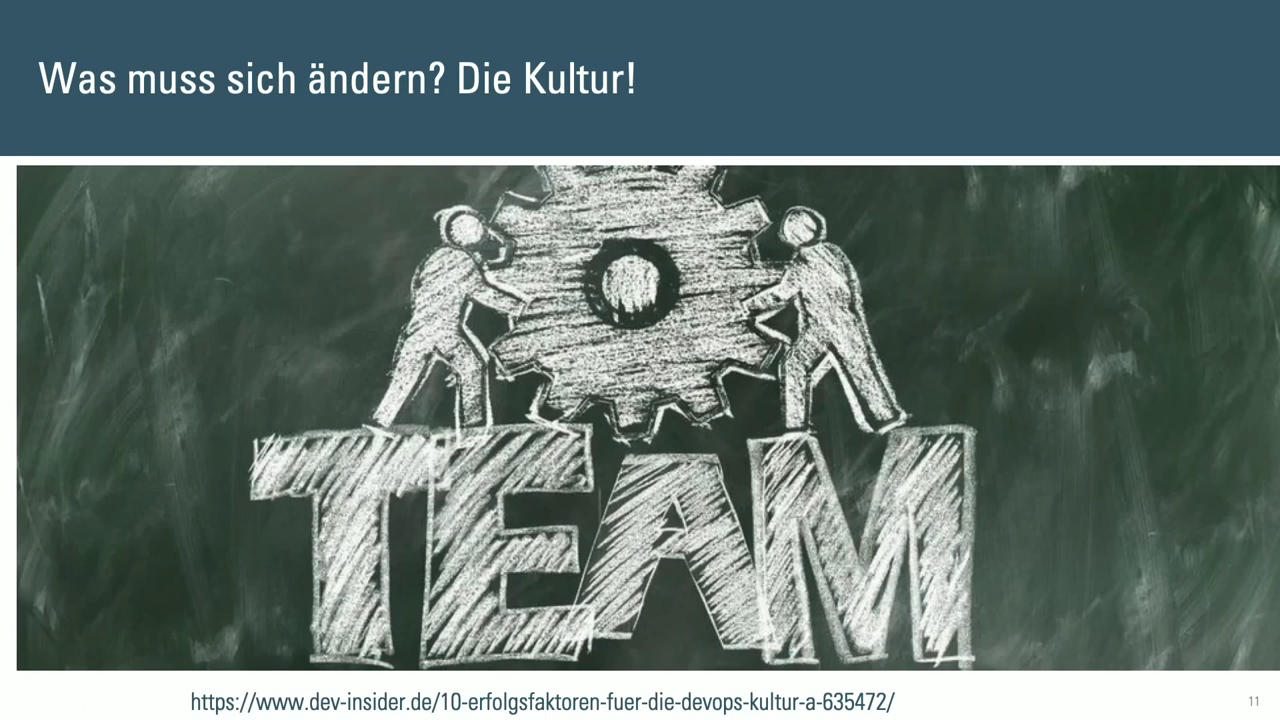 Was muss sich ändern? Die Kultur!
TEAM
https://www.dev-insider.de/10-erfolgsfaktoren-fuer-die-devops-kultur-a-635472/
11